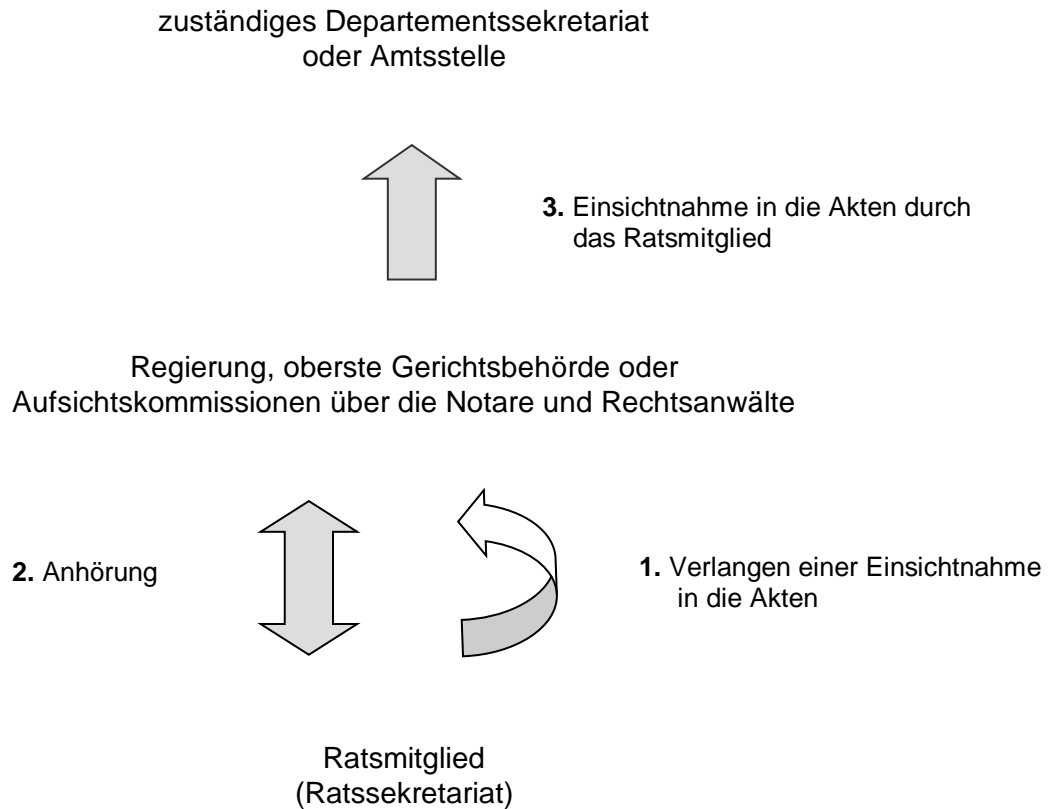 zuständiges Departementssekretariat
oder Amtsstelle
3. Einsichtnahme in die Akten durch
das Ratsmitglied
Regierung, oberste Gerichtsbehörde oder
Aufsichtskommissionen über die Notare und Rechtsanwälte
2. Anhörung
1. Verlangen einer Einsichtnahme
in die Akten
Ratsmitglied
(Ratssekretariat)